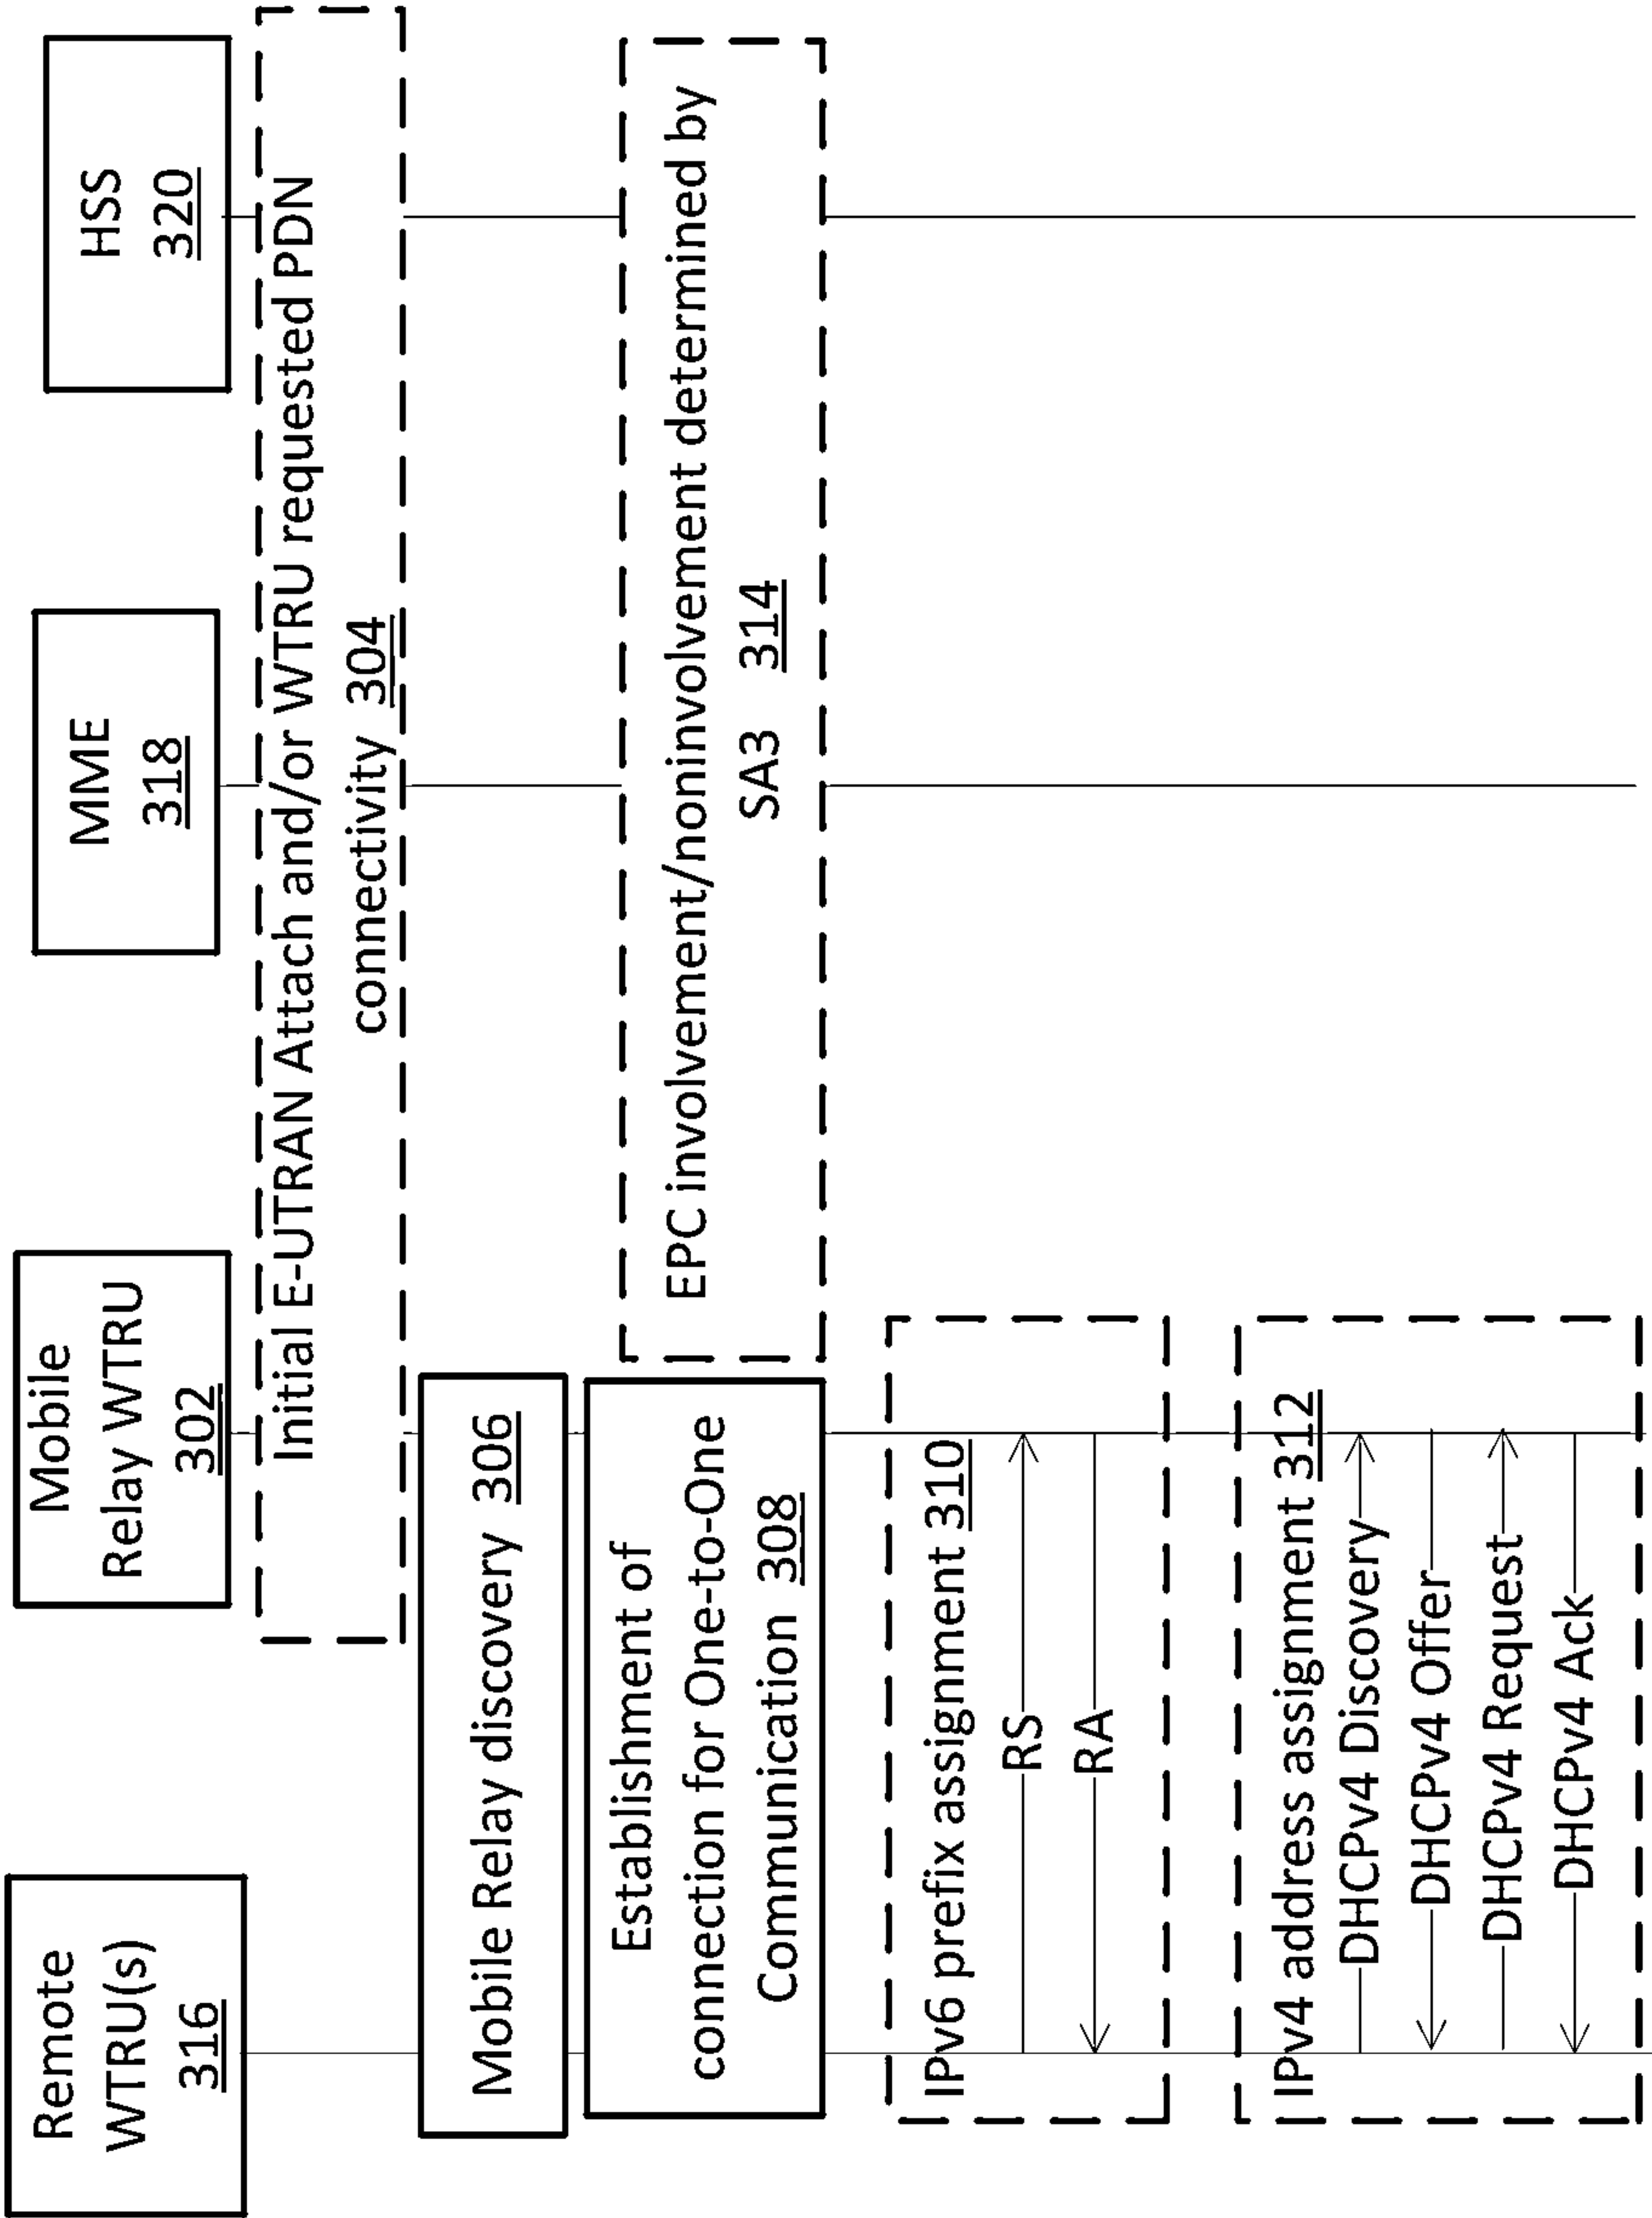 Remote
WTRU(s)
316
Mobile
Relay WTRU
302
MME
318
HSS
320
Initial E-UTRAN Attach and/or WTRU requested PDN
connectivity 304
Mobile Relay discovery 306
Establishment of
connection for One-to-One
Communication 308
EPC involvement/noninvolvement determined by
SA3 314
IPv6 prefix assignment 310
RS
RA
IPv4 address assignment 312
DHCPv4 Discovery
DHCPv4 Offer
DHCPv4 Request
DHCPv4 Ack